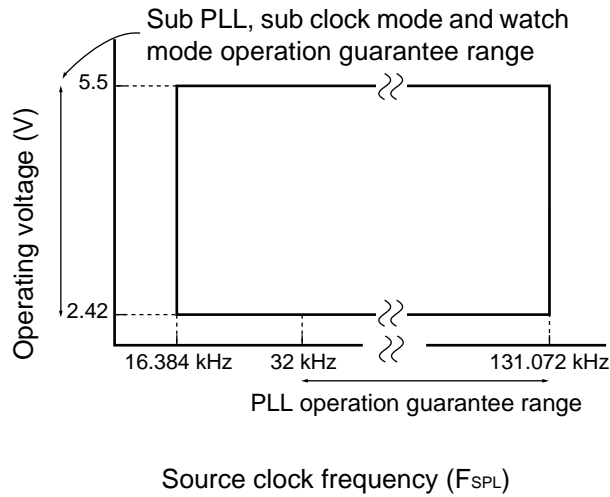 Sub PLL, sub clock mode and watch
mode operation guarantee range
5.5
Operating voltage (V)
2.42
16.384 kHz 32 kHz 131.072 kHz
PLL operation guarantee range
Source clock frequency (FSPL)